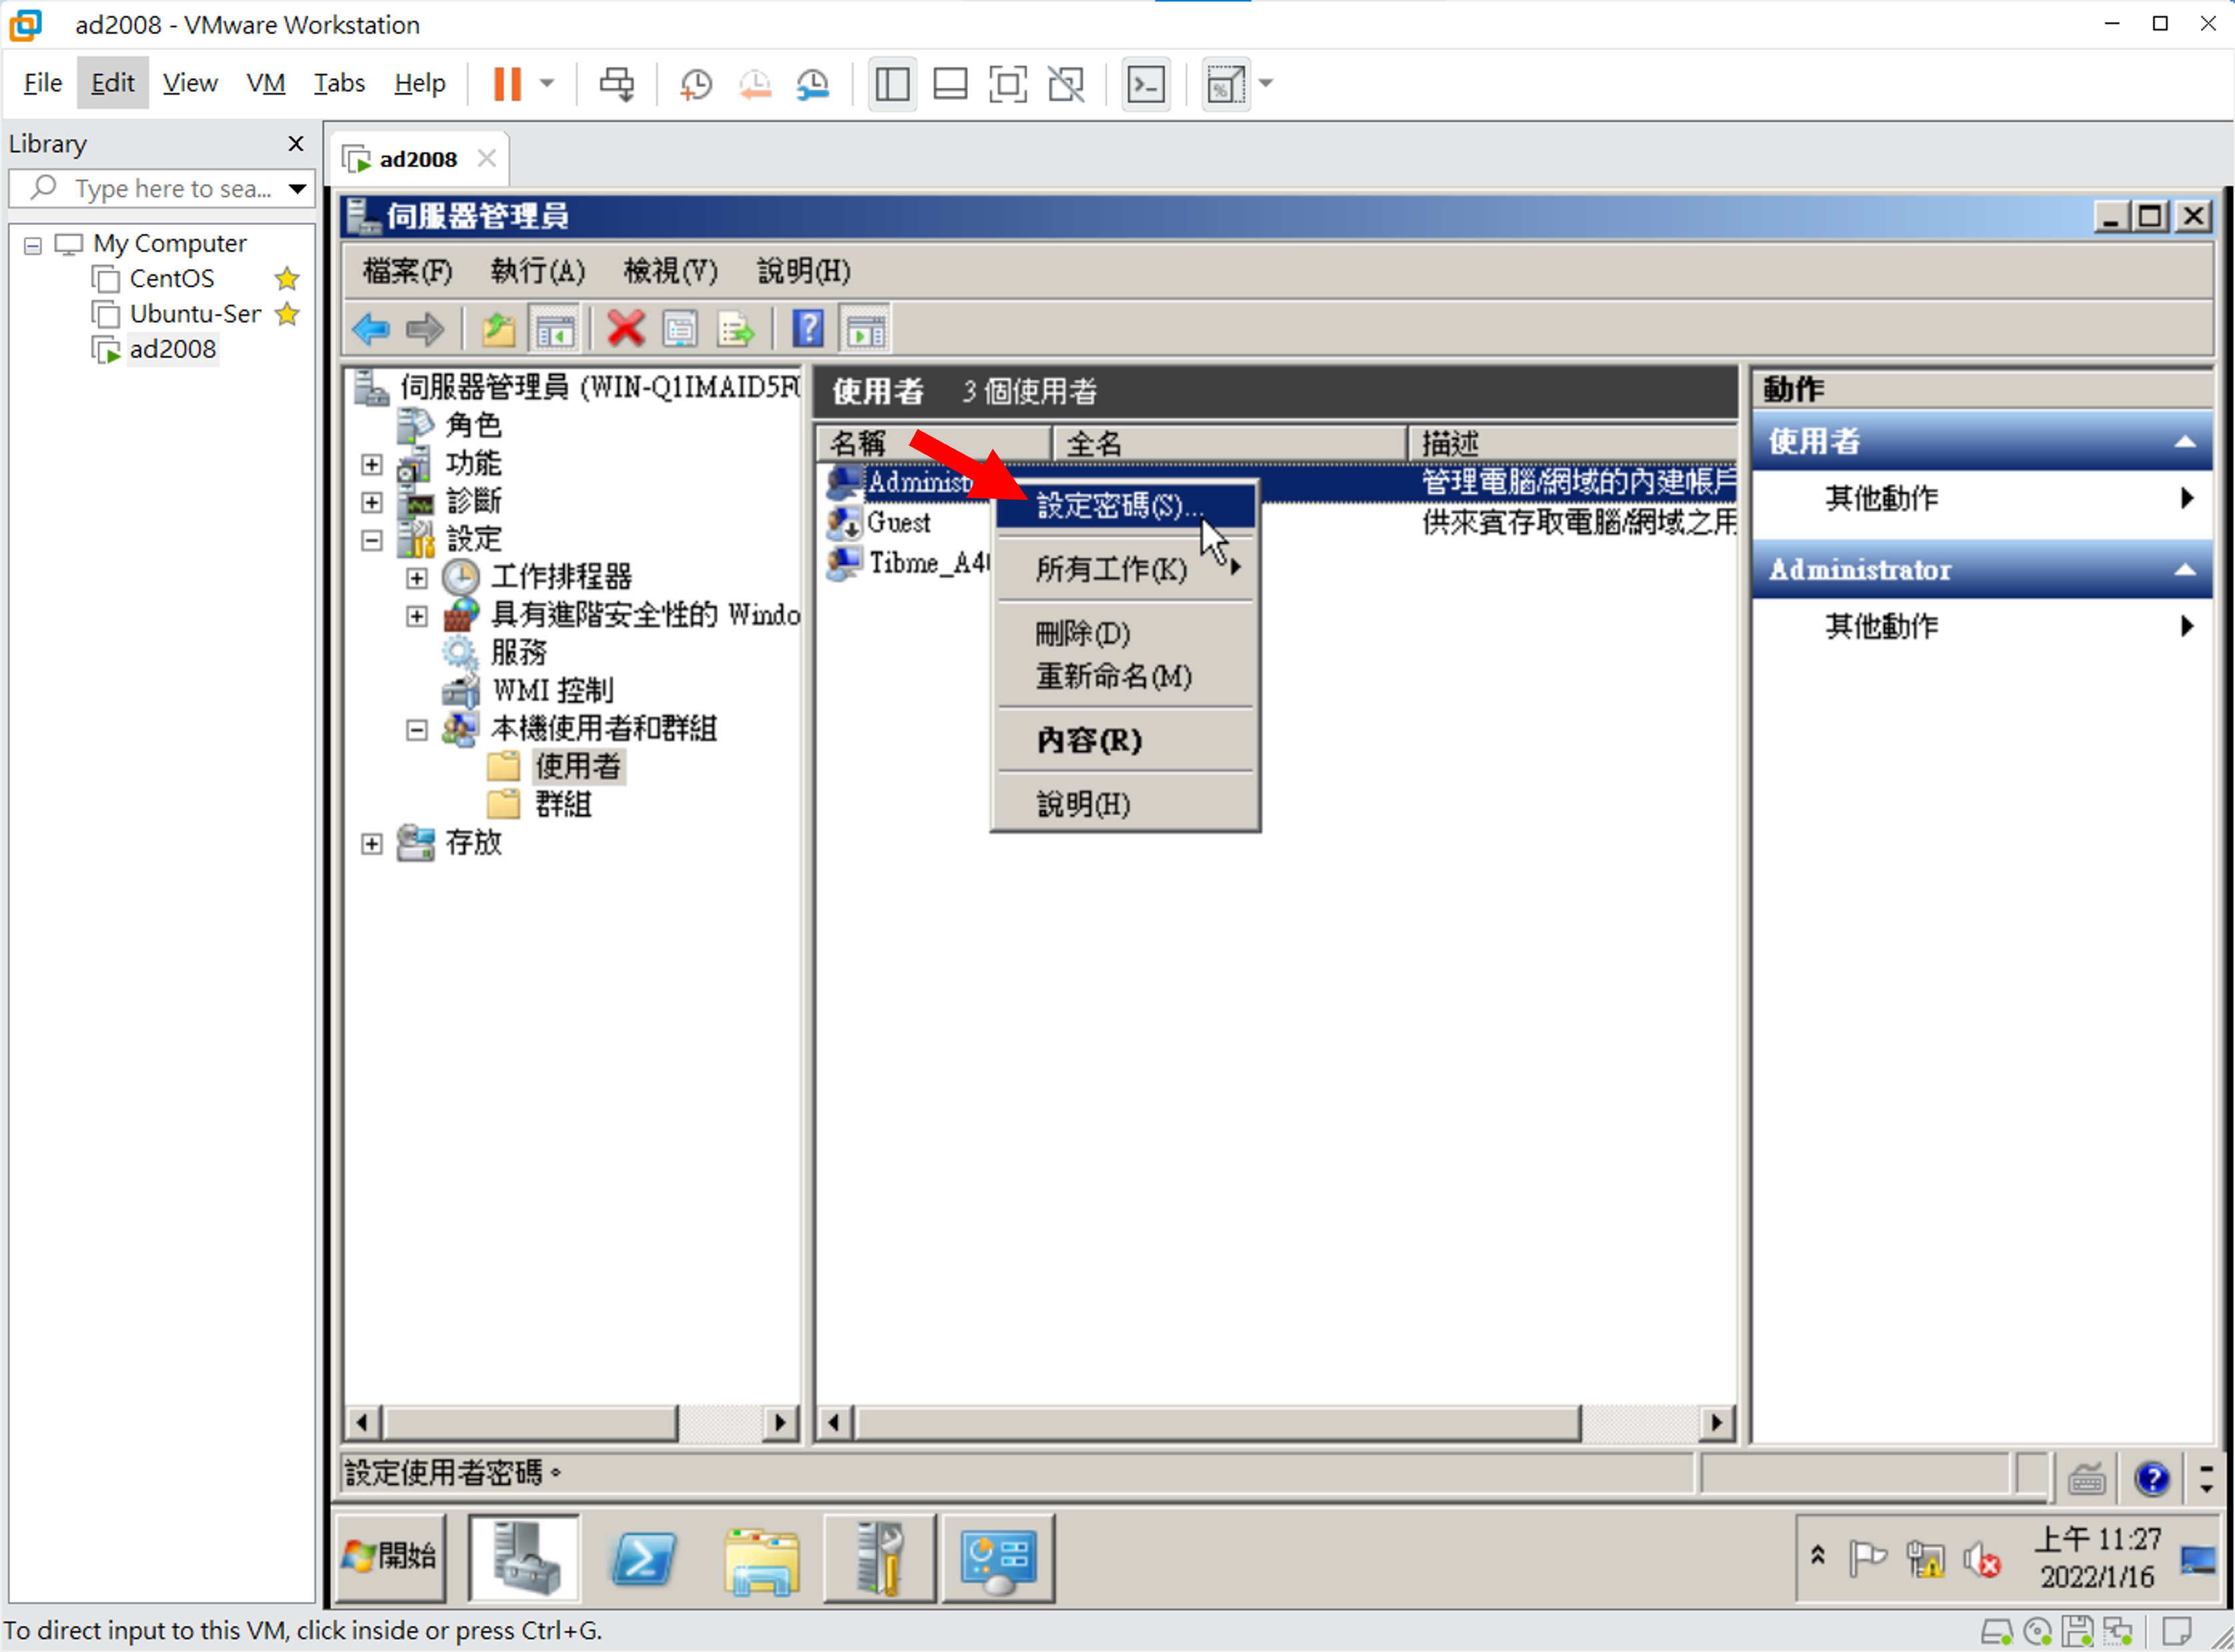 ad2008 - VMware Workstation
File Edit View VM Tabs Help
Library
Type here to sea...
My Computer
CentOS
Ubuntu-Ser
ad2008
ad2008
伺服器管理員
檔案(F) 執行(A) 檢視(V) 說明(H)
伺服器管理員 (WIN-Q1IMAID5F
角色
功能
診斷
設定
工作排程器
具有進階安全性的 Windo
服務
WMI 控制
本機使用者和群組
使用者
群組
存放
使用者 3 個使用者
名稱 全名 描述
Administ 管理電腦/網域的內建帳戶
Guest 供來賓存取電腦/網域之用
Tibme_A4
設定密碼(S)...
所有工作(K)
刪除(D)
重新命名(M)
內容(R)
說明(H)
動作
使用者
其他動作
Administrator
其他動作
設定使用者密碼。
開始
上午 11:27
2022/1/16
To direct input to this VM, click inside or press Ctrl+G.